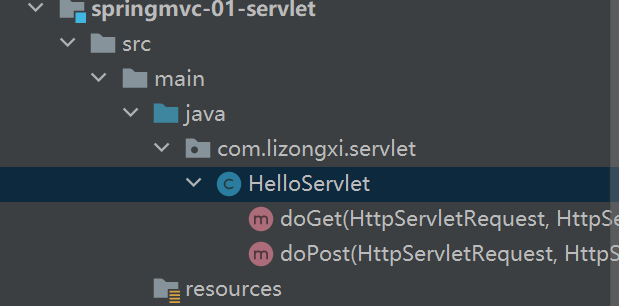 springmvc-01-servlet
src
main
java
com.lizongxi.servlet
C HelloServlet
m doGet(HttpServletRequest, HttpSe
m doPost(HttpServletRequest, HttpS
resources